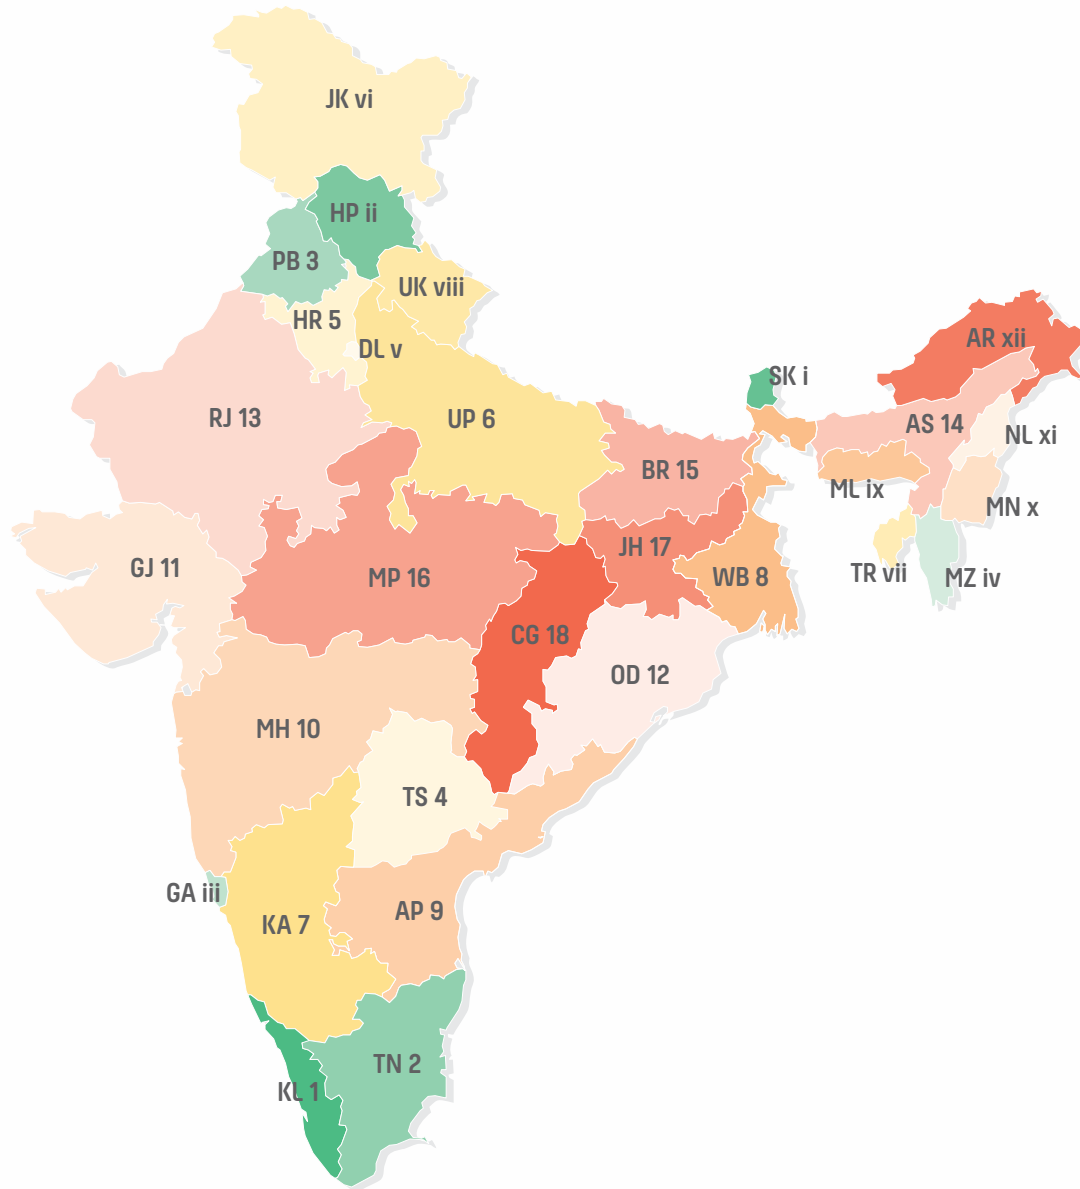 JK vi
HP ii
PB 3
UK viii
HR 5
DL v
AR xii
SK i
RJ 13
UP 6
AS 14
NL xi
BR 15
ML ix
MN x
JH 17
GJ 11
MP 16
WB 8
TR vii
MZ iv
CG 18
OD 12
MH 10
TS 4
GA iii
AP 9
KA 7
TN 2
KL 1